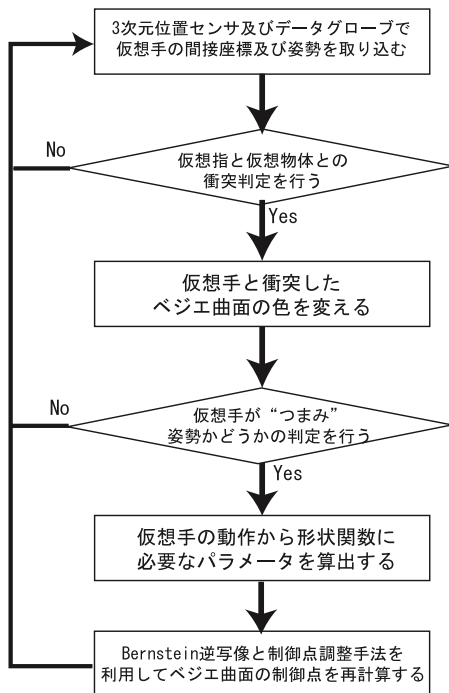 3次元位置センサ及びデータグローブで
仮想手の間接座標及び姿勢を取り込む
No
仮想指と仮想物体との
衝突判定を行う
Yes
仮想手と衝突した
ベジエ曲面の色を変える
No
仮想手が“つまみ”
姿勢かどうかの判定を行う
Yes
仮想手の動作から形状関数に
必要なパラメータを算出する
Bernstein逆写像と制御点調整手法を
利用してベジエ曲面の制御点を再計算する